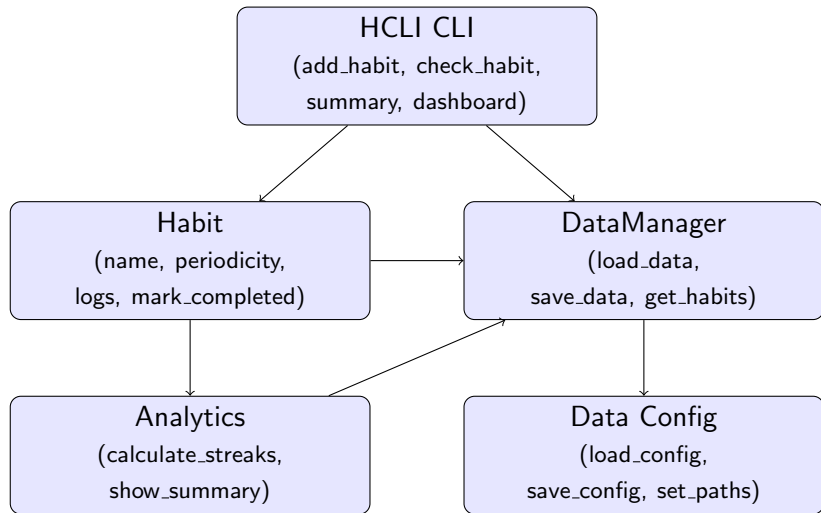 HCLI CLI
(add_habit, check_habit,
summary, dashboard)
Habit
(name, periodicity,
logs, mark_completed)
DataManager
(load_data,
save_data, get_habits)
Analytics
(calculate_streaks,
show_summary)
Data Config
(load_config,
save_config, set_paths)